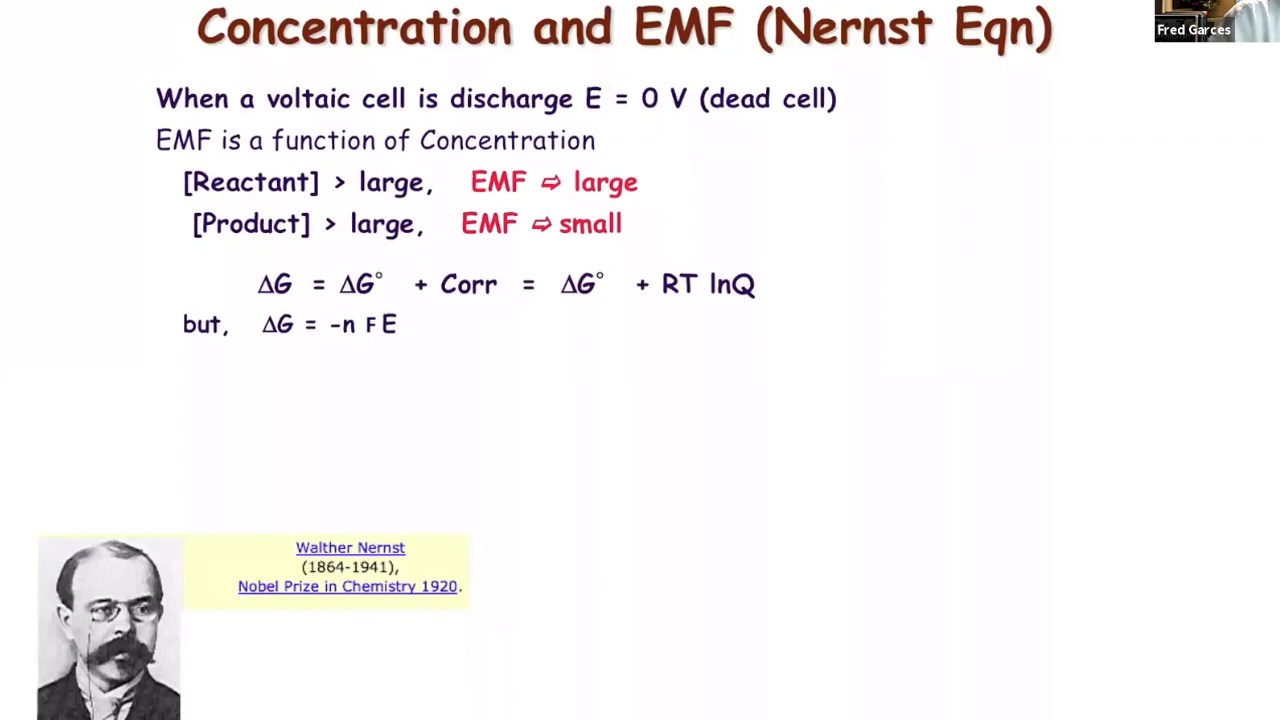 Concentration and EMF (Nernst Eqn)
Fred Garces
When a voltaic cell is discharge E = 0 V (dead cell)
EMF is a function of Concentration
[Reactant] > large, EMF ⇨ large
[Product] > large, EMF ⇨ small
ΔG = ΔG° + Corr = ΔG° + RT lnQ
but, ΔG = -n F E
Walther Nernst
(1864-1941),
Nobel Prize in Chemistry 1920.